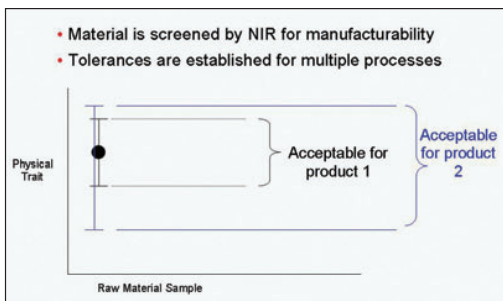 • Material is screened by NIR for manufacturability
• Tolerances are established for multiple processes
Physical
Trait
Acceptable for
product 1
Acceptable
for product
2
Raw Material Sample